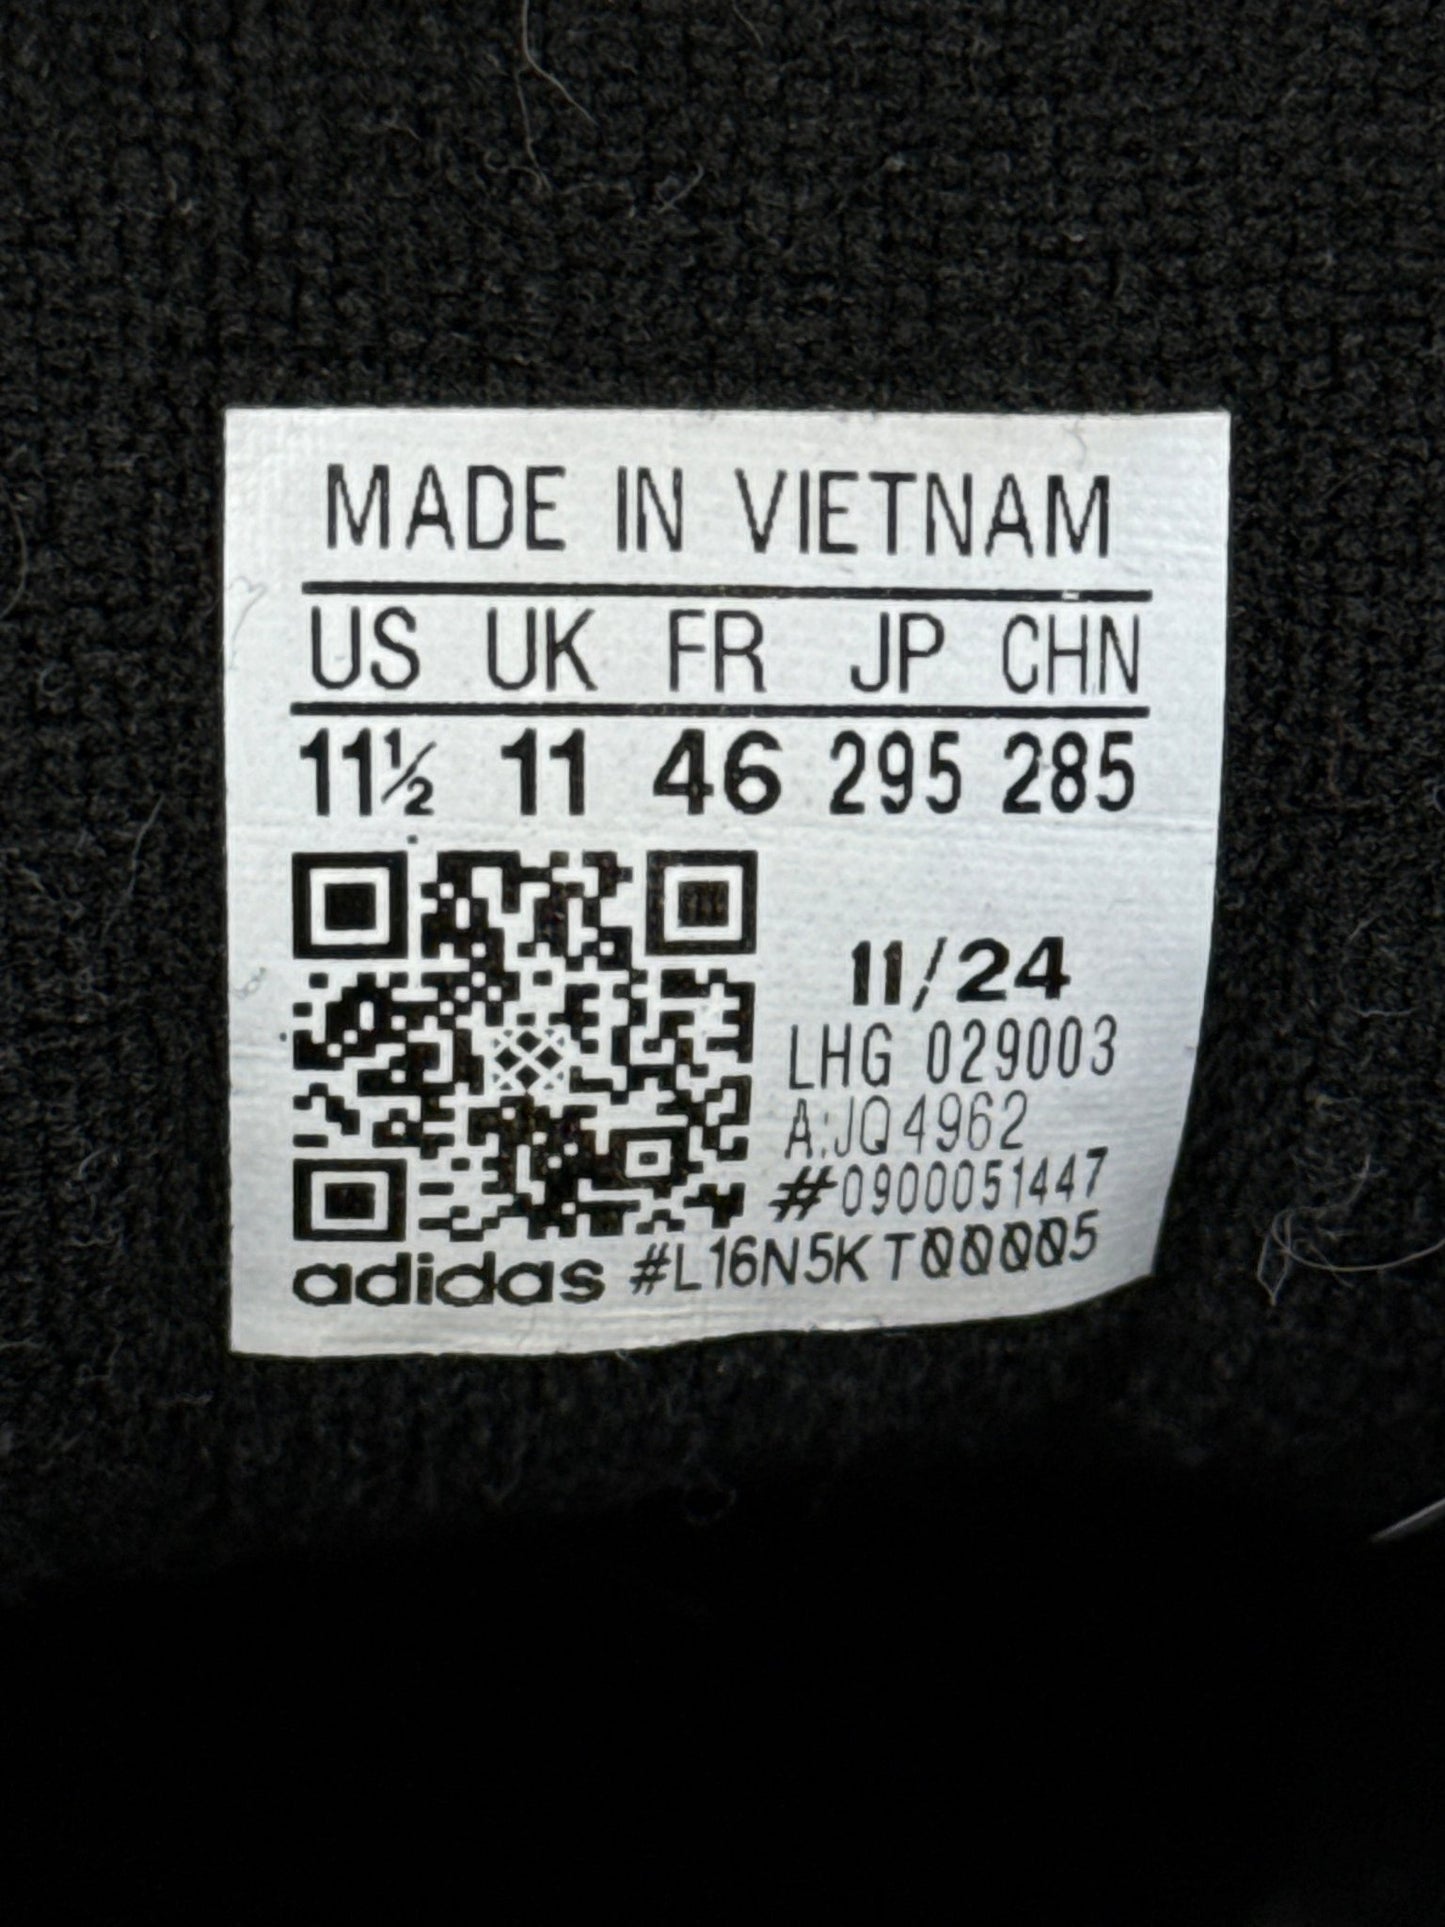 MADE IN VIETNAM
US UK FR JP CHN
11½ 11 46 295 285
11/24
LHG 029003
A:JQ4962
#0900051447
adidas #L16N5KT00005